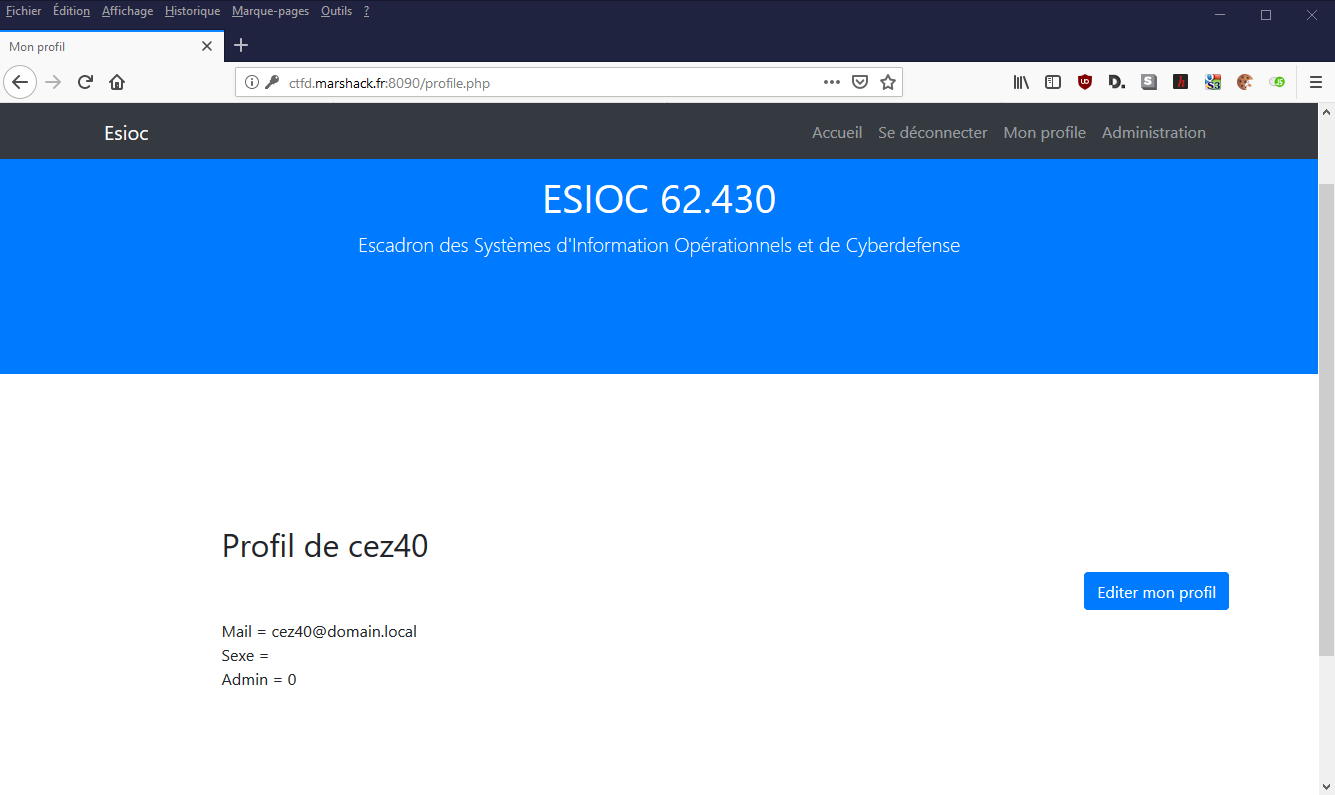 Fichier Édition Affichage Historique Marque-pages Outils ?
Mon profil
ctfd.marshack.fr:8090/profile.php
Esioc Accueil Se déconnecter Mon profile Administration
ESIOC 62.430
Escadron des Systèmes d'Information Opérationnels et de Cyberdefense
Profil de cez40
Editer mon profil
Mail = cez40@domain.local
Sexe =
Admin = 0